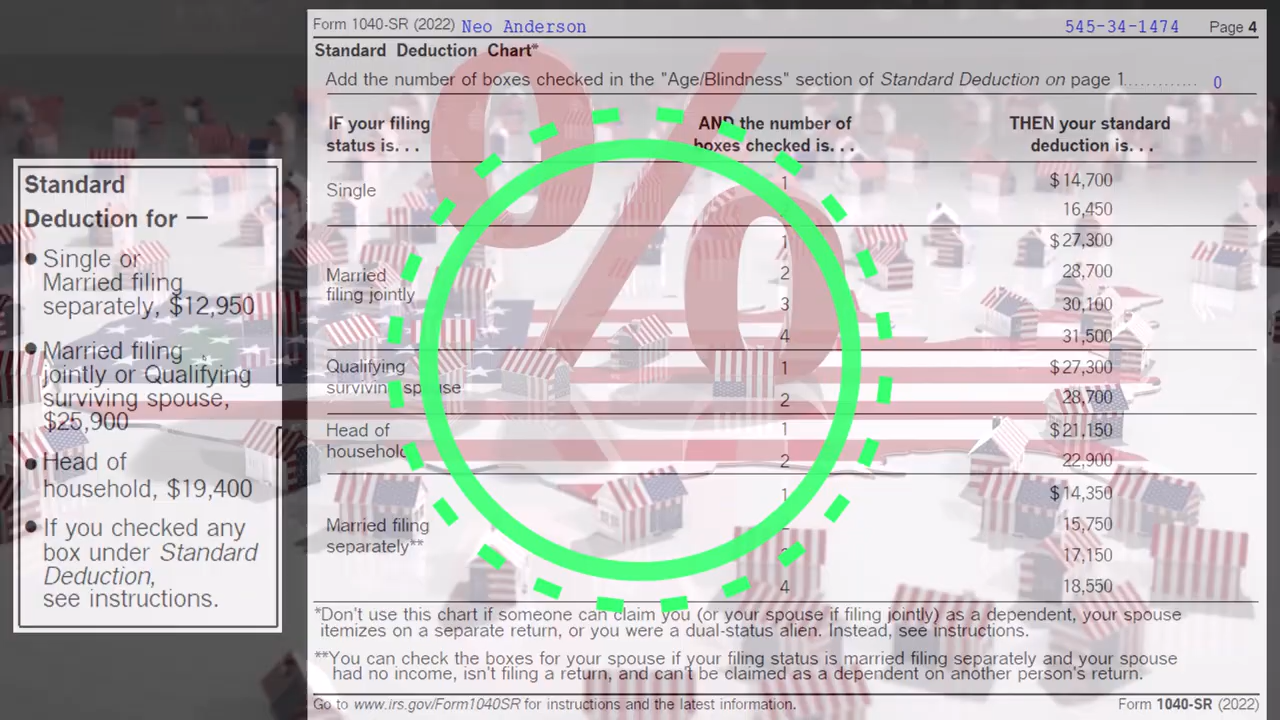 Form 1040-SR (2022) Neo Anderson 545-34-1474 Page 4
Standard Deduction Chart*
Add the number of boxes checked in the "Age/Blindness" section of Standard Deduction on page 1............ 0
IF your filing AND the number of THEN your standard
status is. . . boxes checked is. . . deduction is. . .
Single 1 $14,700
16,450
1 $27,300
Married 2 28,700
filing jointly 3 30,100
4 31,500
Qualifying 1 $27,300
surviving spouse 2 28,700
Head of 1 $21,150
household 2 22,900
1 $14,350
Married filing 15,750
separately** 17,150
4 18,550
*Don't use this chart if someone can claim you (or your spouse if filing jointly) as a dependent, your spouse
itemizes on a separate return, or you were a dual-status alien. Instead, see instructions.
**You can check the boxes for your spouse if your filing status is married filing separately and your spouse
had no income, isn't filing a return, and can't be claimed as a dependent on another person's return.
Go to www.irs.gov/Form1040SR for instructions and the latest information. Form 1040-SR (2022)
Standard
Deduction for —
● Single or
Married filing
separately, $12,950
● Married filing
jointly or Qualifying
surviving spouse,
$25,900
● Head of
household, $19,400
● If you checked any
box under Standard
Deduction,
see instructions.
%